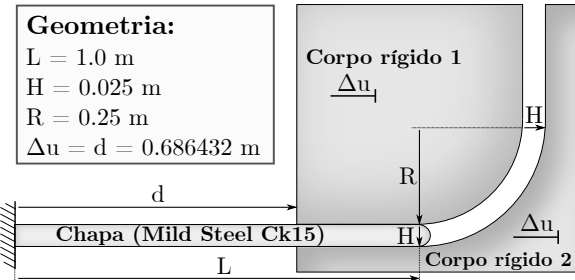 Geometria:
L = 1.0 m
H = 0.025 m
R = 0.25 m
Δu = d = 0.686432 m
Corpo rígido 1
Δu
H
R
d
Chapa (Mild Steel Ck15)
H
Δu
L
Corpo rígido 2